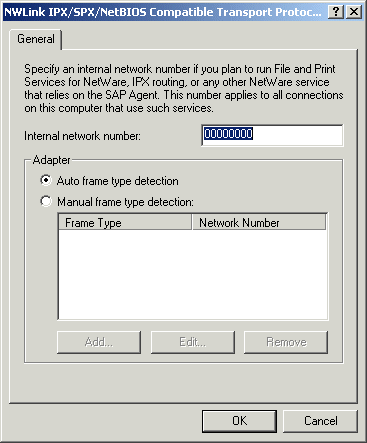 NWLink IPX/SPX/NetBIOS Compatible Transport Protoc...
General
Specify an internal network number if you plan to run File and Print
Services for NetWare, IPX routing, or any other NetWare service
that relies on the SAP Agent. This number applies to all connections
on this computer that use such services.
Internal network number: 00000000
Adapter
Auto frame type detection
Manual frame type detection:
Frame Type Network Number
Add... Edit... Remove
OK Cancel